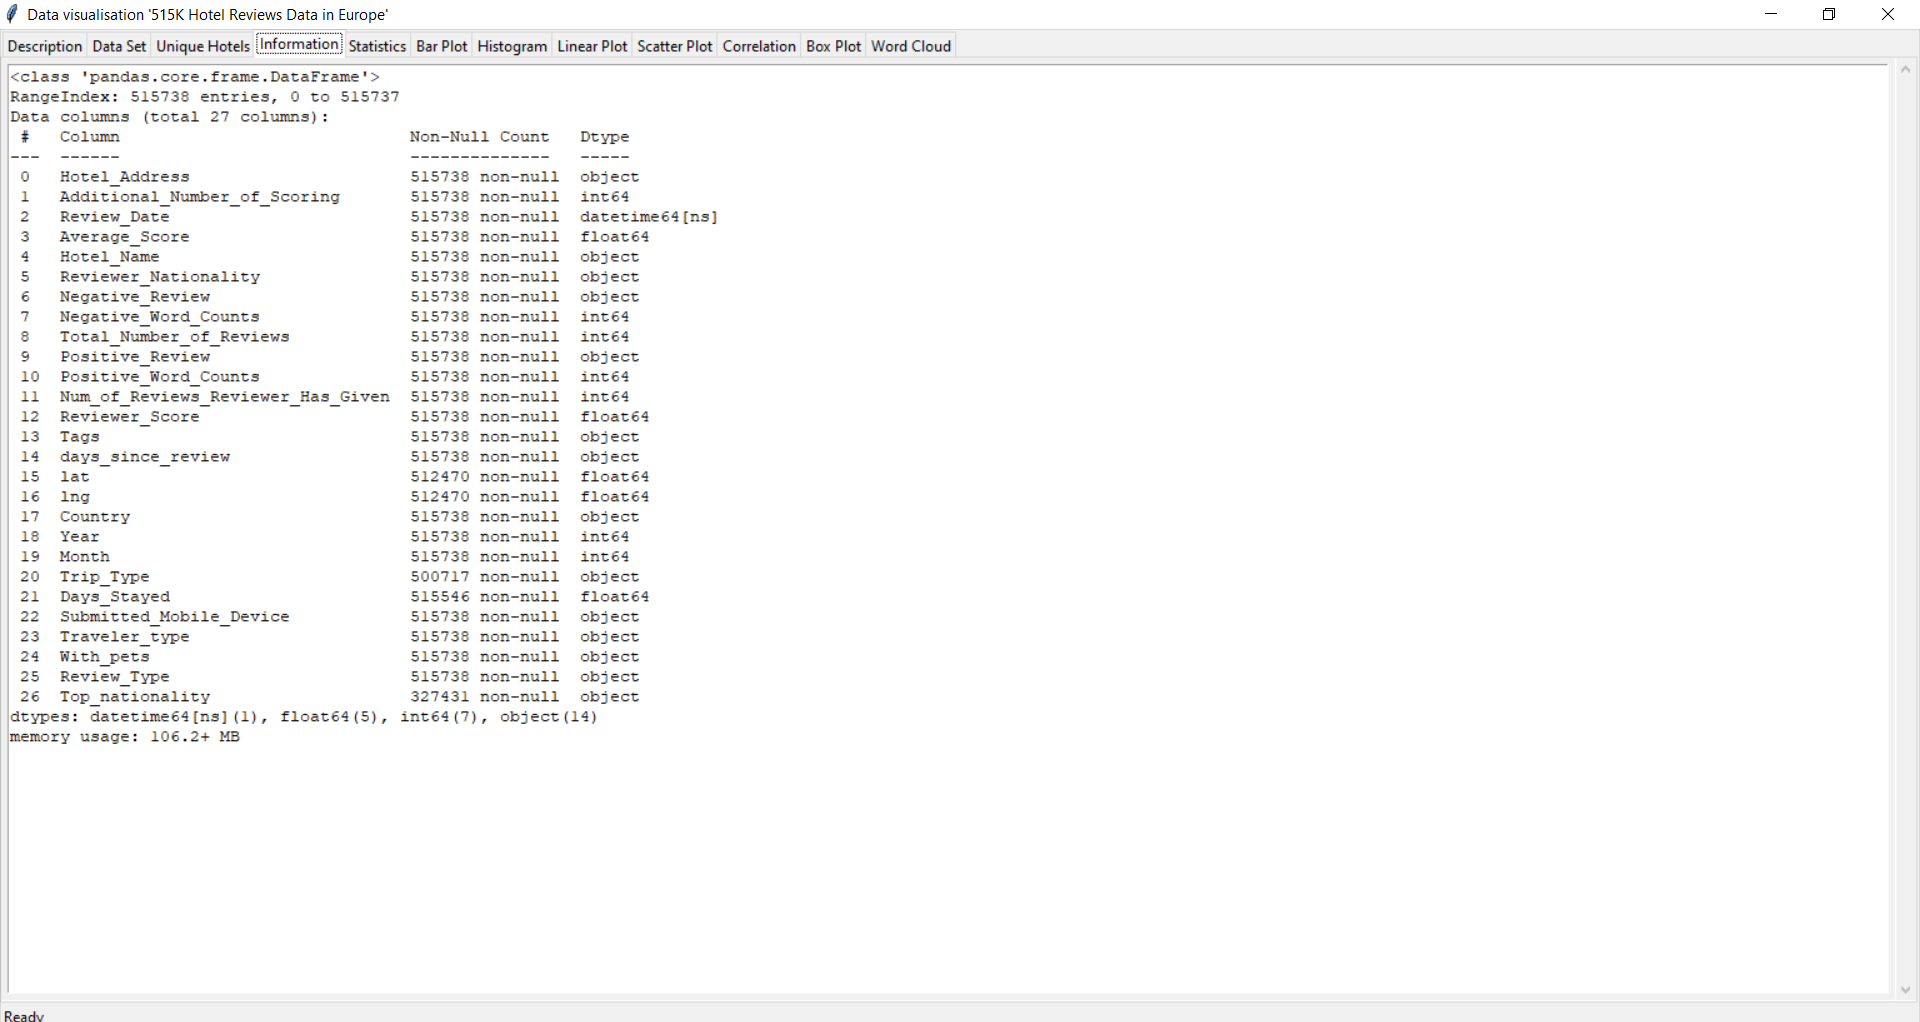 Data visualisation '515K Hotel Reviews Data in Europe'
Description Data Set Unique Hotels Information Statistics Bar Plot Histogram Linear Plot Scatter Plot Correlation Box Plot Word Cloud
<class 'pandas.core.frame.DataFrame'>
RangeIndex: 515738 entries, 0 to 515737
Data columns (total 27 columns):
 #   Column                             Non-Null Count   Dtype
---  ------                             --------------   -----
 0   Hotel_Address                      515738 non-null  object
 1   Additional_Number_of_Scoring       515738 non-null  int64
 2   Review_Date                        515738 non-null  datetime64[ns]
 3   Average_Score                      515738 non-null  float64
 4   Hotel_Name                         515738 non-null  object
 5   Reviewer_Nationality               515738 non-null  object
 6   Negative_Review                    515738 non-null  object
 7   Negative_Word_Counts               515738 non-null  int64
 8   Total_Number_of_Reviews            515738 non-null  int64
 9   Positive_Review                    515738 non-null  object
 10  Positive_Word_Counts               515738 non-null  int64
 11  Num_of_Reviews_Reviewer_Has_Given  515738 non-null  int64
 12  Reviewer_Score                     515738 non-null  float64
 13  Tags                               515738 non-null  object
 14  days_since_review                  515738 non-null  object
 15  lat                                512470 non-null  float64
 16  lng                                512470 non-null  float64
 17  Country                            515738 non-null  object
 18  Year                               515738 non-null  int64
 19  Month                              515738 non-null  int64
 20  Trip_Type                          500717 non-null  object
 21  Days_Stayed                        515546 non-null  float64
 22  Submitted_Mobile_Device            515738 non-null  object
 23  Traveler_type                      515738 non-null  object
 24  With_pets                          515738 non-null  object
 25  Review_Type                        515738 non-null  object
 26  Top_nationality                    327431 non-null  object
dtypes: datetime64[ns](1), float64(5), int64(7), object(14)
memory usage: 106.2+ MB
Ready